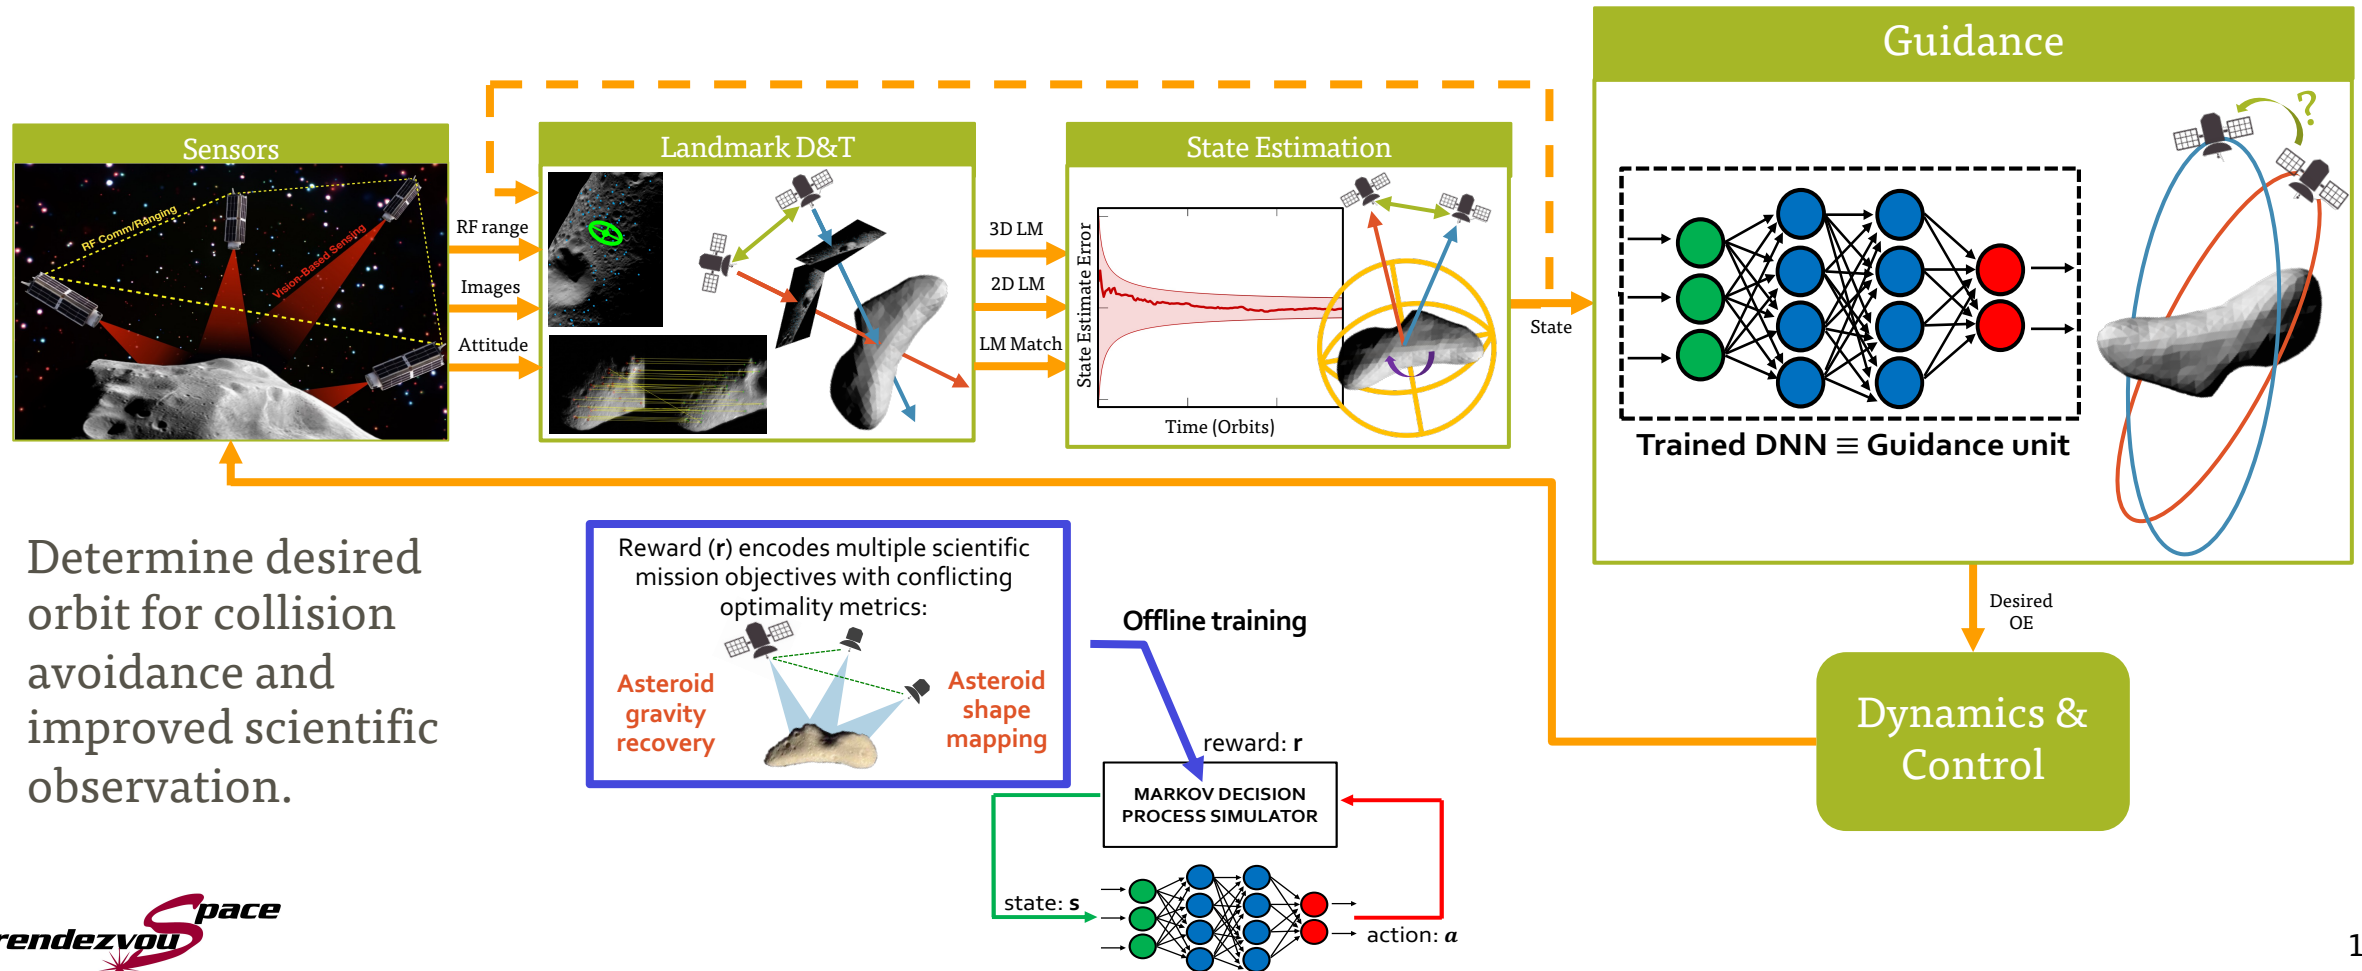 Guidance
Sensors
RF Comm/Ranging
Vision-Based Sensing
RF range
Images
Attitude
Landmark D&T
3D LM
2D LM
LM Match
State Estimation
State Estimate Error
Time (Orbits)
State
?
Trained DNN ≡ Guidance unit
Desired
OE
Dynamics &
Control
Determine desired
orbit for collision
avoidance and
improved scientific
observation.
Reward (r) encodes multiple scientific
mission objectives with conflicting
optimality metrics:
Asteroid
gravity
recovery
Asteroid
shape
mapping
Offline training
reward: r
MARKOV DECISION
PROCESS SIMULATOR
state: s
action: a
Space
rendezvou
1